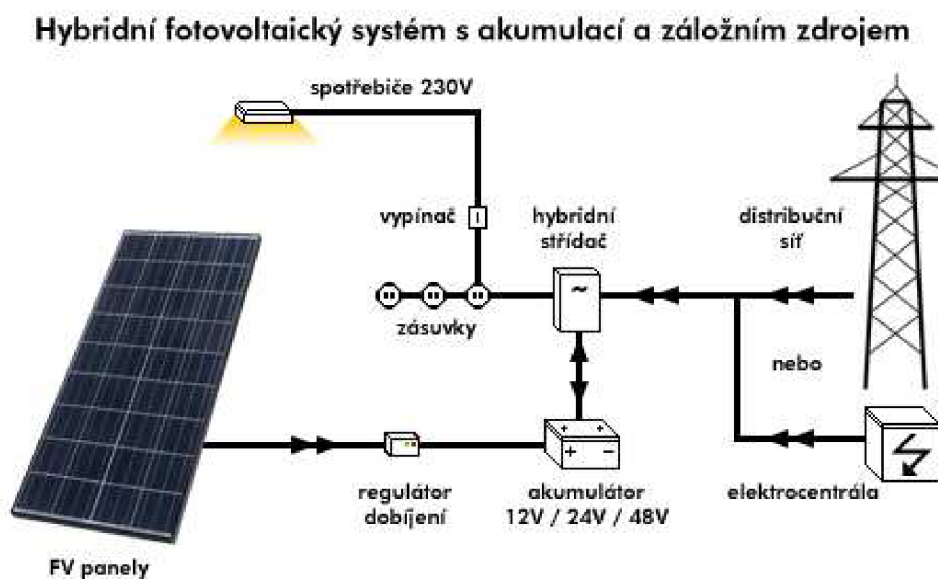 Hybridní fotovoltaický systém s akumulací a záložním zdrojem
spotřebiče 230V
vypínač
hybridní
střídač
distribuční
síť
zásuvky
nebo
regulátor
dobíjení
akumulátor
12V / 24V / 48V
elektrocentrála
FV panely